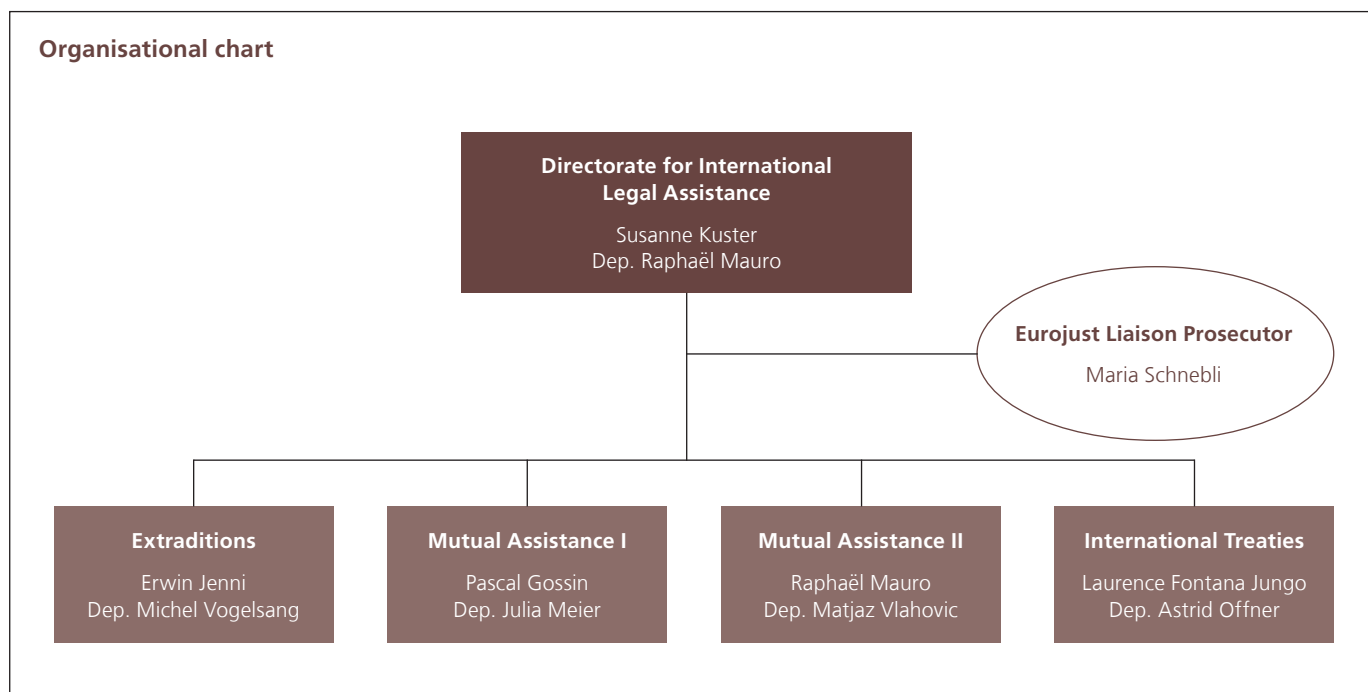 Organisational chart
Directorate for International
Legal Assistance
Susanne Kuster
Dep. Raphaël Mauro
Eurojust Liaison Prosecutor
Maria Schnebli
Extraditions
Erwin Jenni
Dep. Michel Vogelsang
Mutual Assistance I
Pascal Gossin
Dep. Julia Meier
Mutual Assistance II
Raphaël Mauro
Dep. Matjaz Vlahovic
International Treaties
Laurence Fontana Jungo
Dep. Astrid Offner